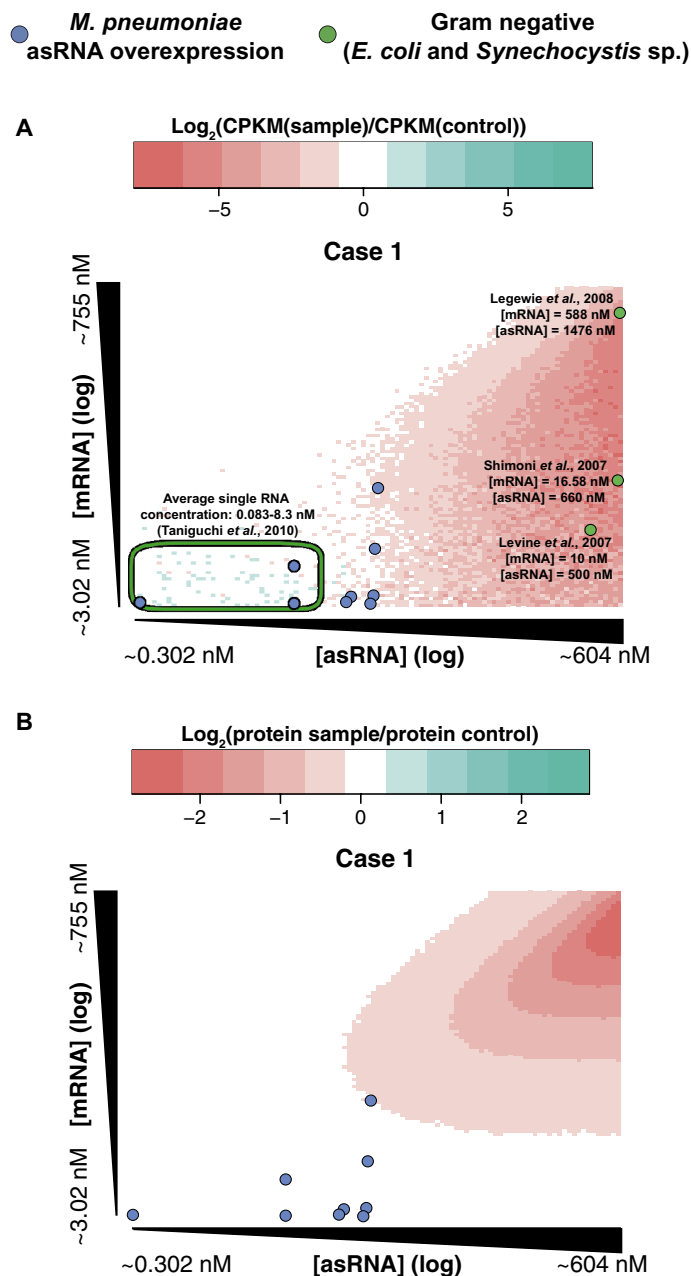 M. pneumoniae
asRNA overexpression
Gram negative
(E. coli and Synechocystis sp.)
A
Log2(CPKM(sample)/CPKM(control))
−5 0 5
Case 1
~755 nM
[mRNA] (log)
~3.02 nM
Legewie et al., 2008
[mRNA] = 588 nM
[asRNA] = 1476 nM
Shimoni et al., 2007
[mRNA] = 16.58 nM
[asRNA] = 660 nM
Average single RNA
concentration: 0.083-8.3 nM
(Taniguchi et al., 2010)
Levine et al., 2007
[mRNA] = 10 nM
[asRNA] = 500 nM
~0.302 nM [asRNA] (log) ~604 nM
B
Log2(protein sample/protein control)
−2 −1 0 1 2
Case 1
~755 nM
[mRNA] (log)
~3.02 nM
~0.302 nM [asRNA] (log) ~604 nM